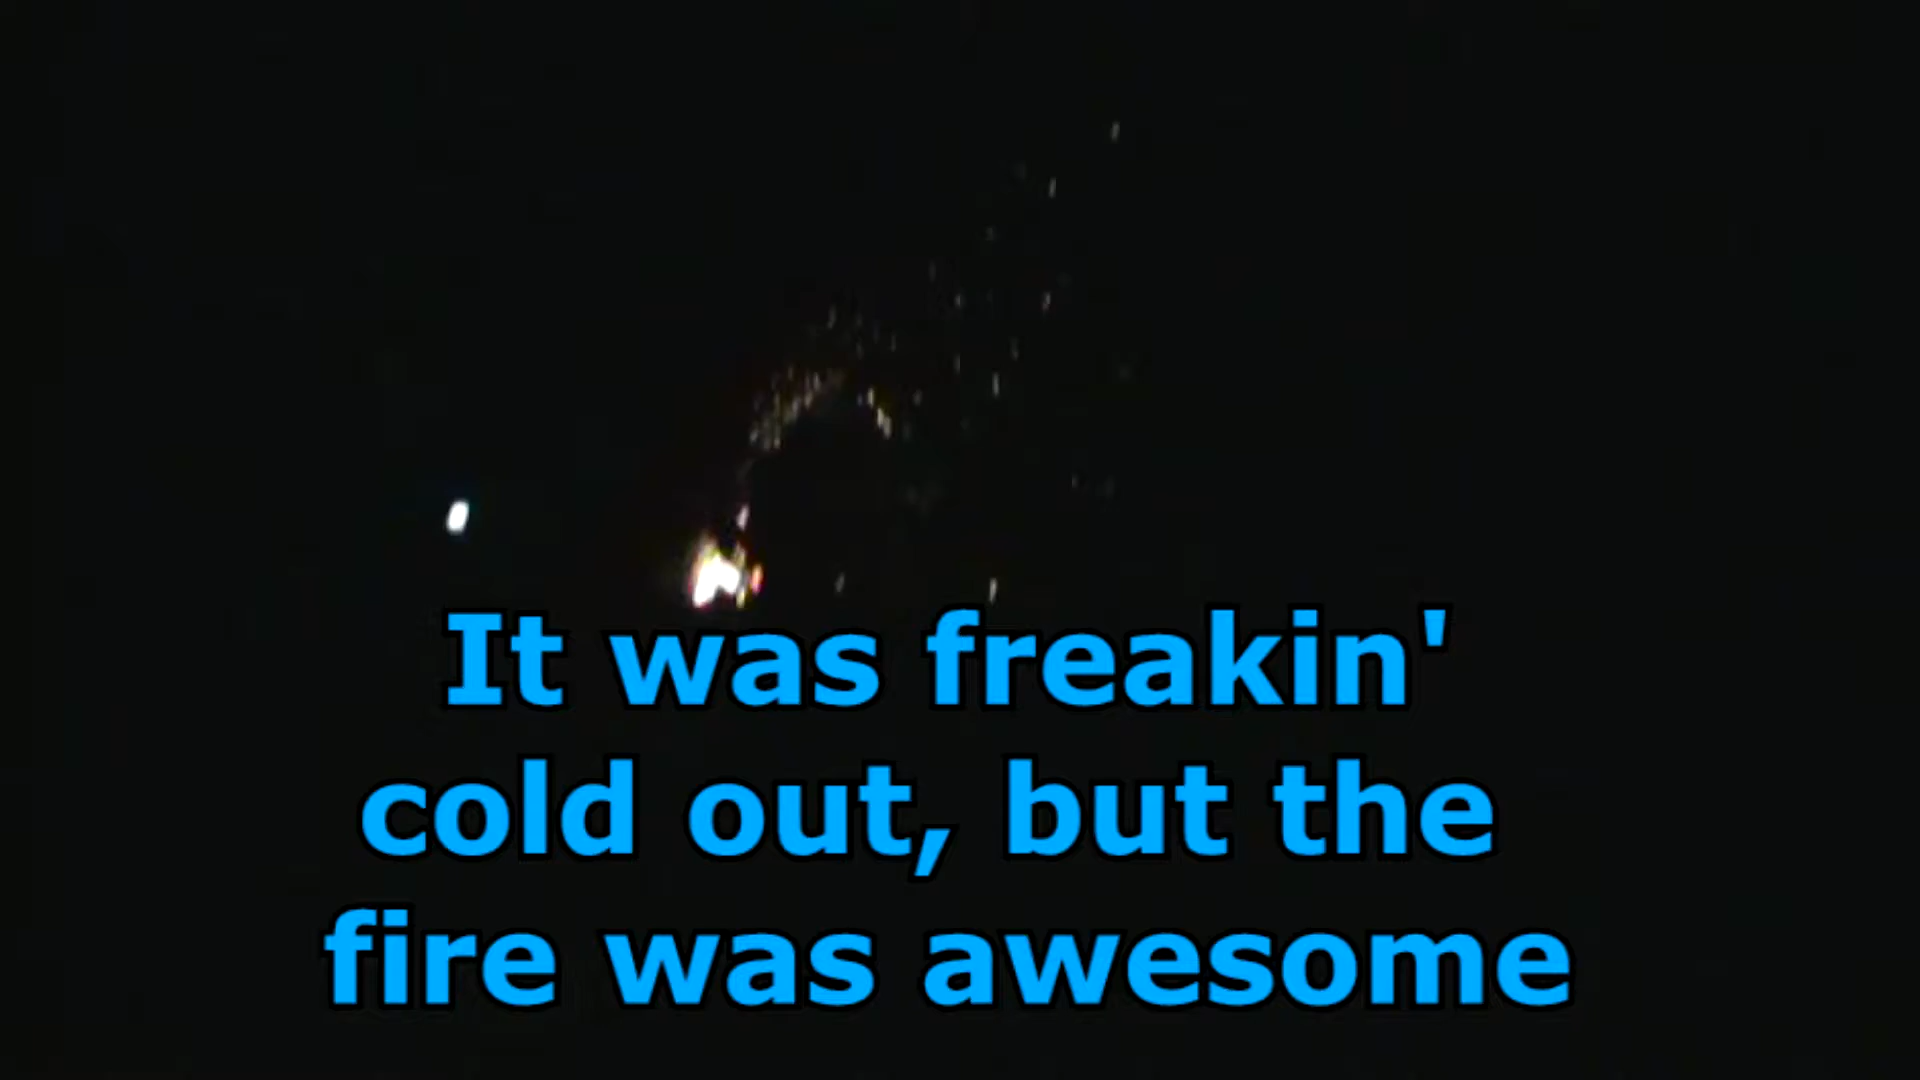 It was freakin'
cold out, but the
fire was awesome